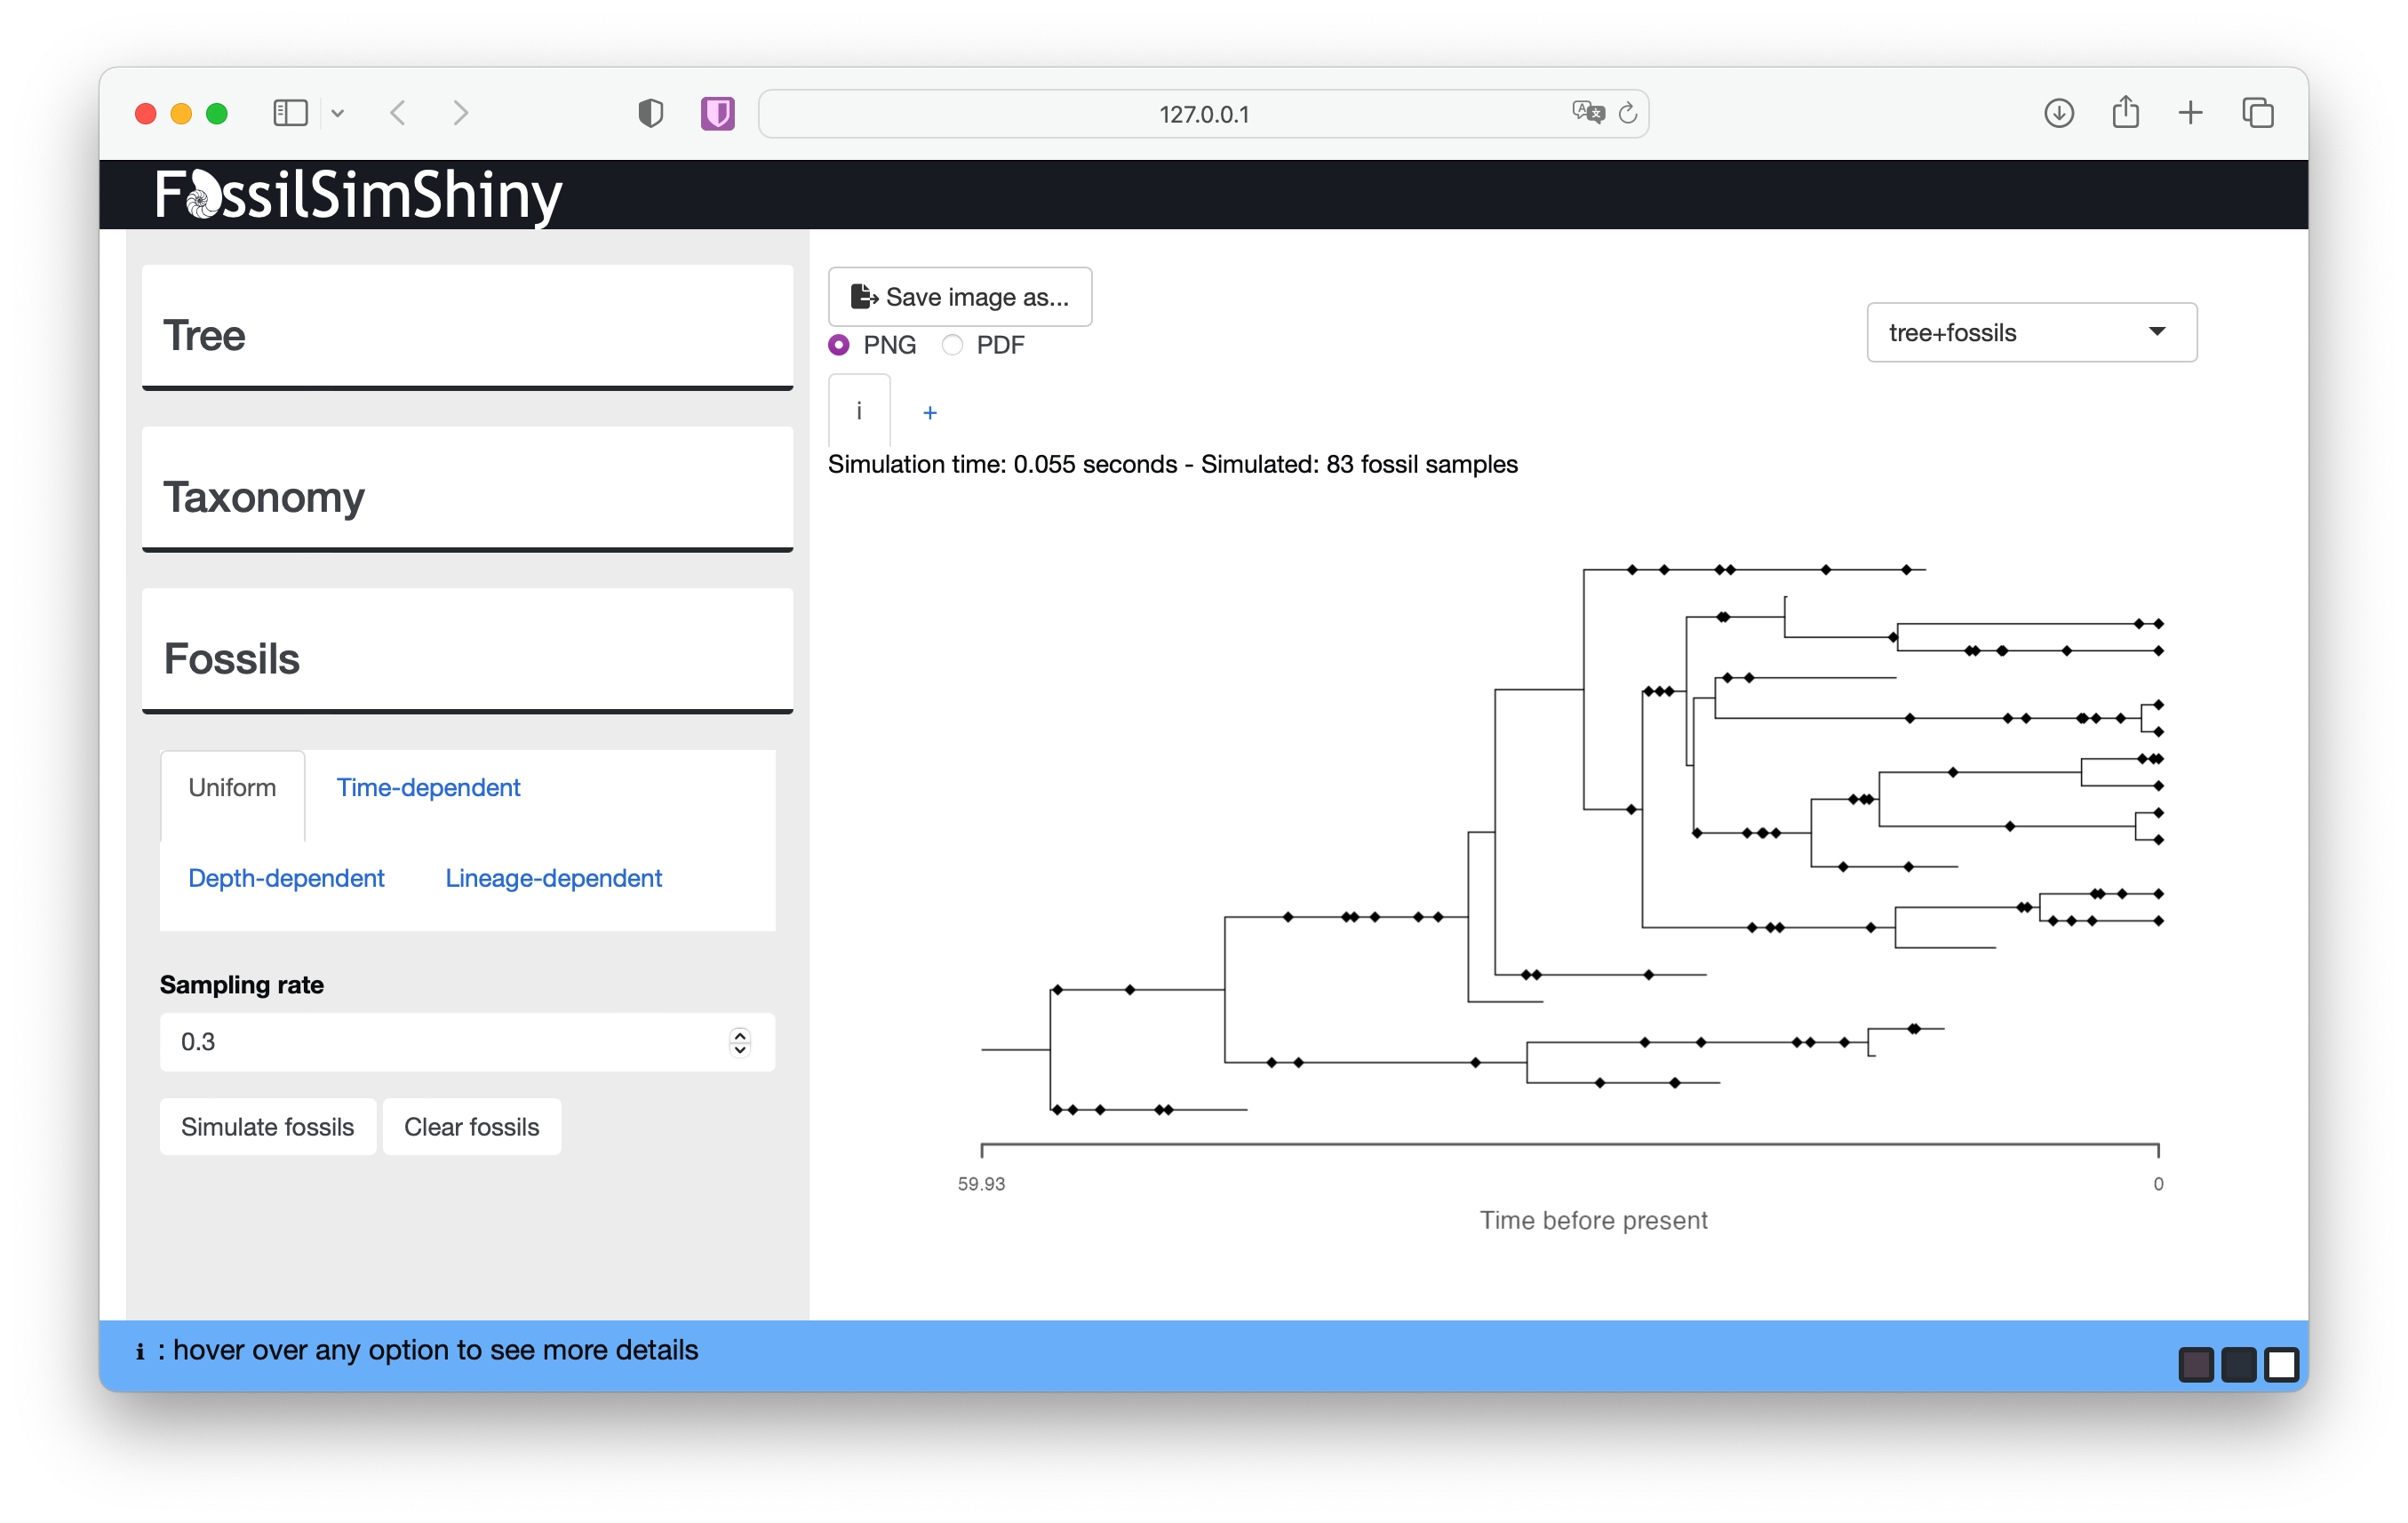 127.0.0.1
FossilSimShiny
Tree
Taxonomy
Fossils
Uniform
Time-dependent
Depth-dependent
Lineage-dependent
Sampling rate
0.3
Simulate fossils
Clear fossils
Save image as...
PNG
PDF
tree+fossils
i
+
Simulation time: 0.055 seconds - Simulated: 83 fossil samples
59.93
0
Time before present
i : hover over any option to see more details